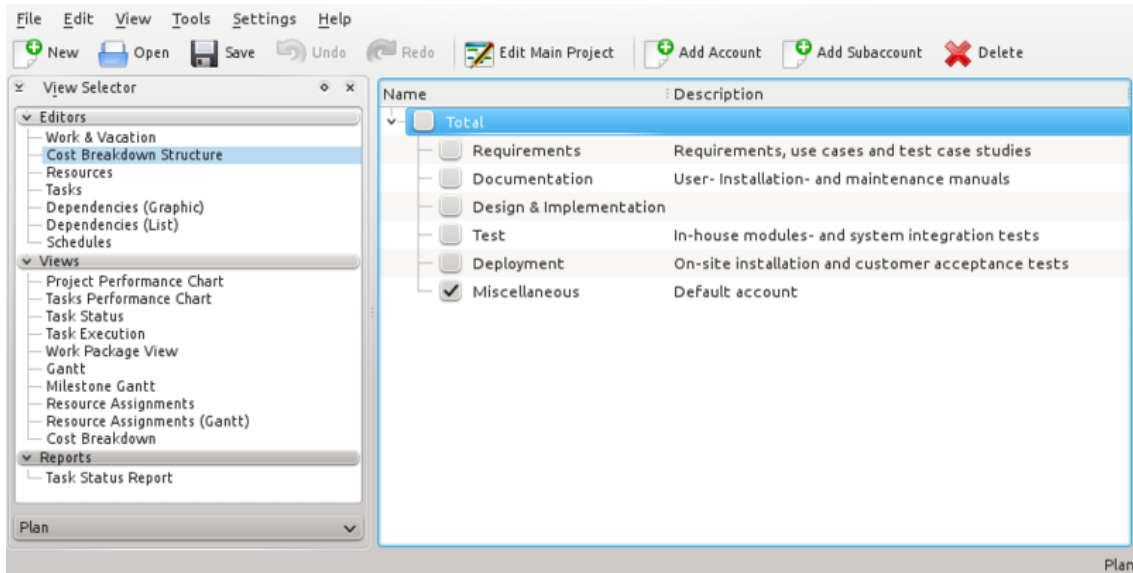 File Edit View Tools Settings Help
New Open Save Undo Redo Edit Main Project Add Account Add Subaccount Delete
View Selector
Editors
Work & Vacation
Cost Breakdown Structure
Resources
Tasks
Dependencies (Graphic)
Dependencies (List)
Schedules
Views
Project Performance Chart
Tasks Performance Chart
Task Status
Task Execution
Work Package View
Gantt
Milestone Gantt
Resource Assignments
Resource Assignments (Gantt)
Cost Breakdown
Reports
Task Status Report
Plan
Name Description
Total
Requirements Requirements, use cases and test case studies
Documentation User- Installation- and maintenance manuals
Design & Implementation
Test In-house modules- and system integration tests
Deployment On-site installation and customer acceptance tests
Miscellaneous Default account
Plan